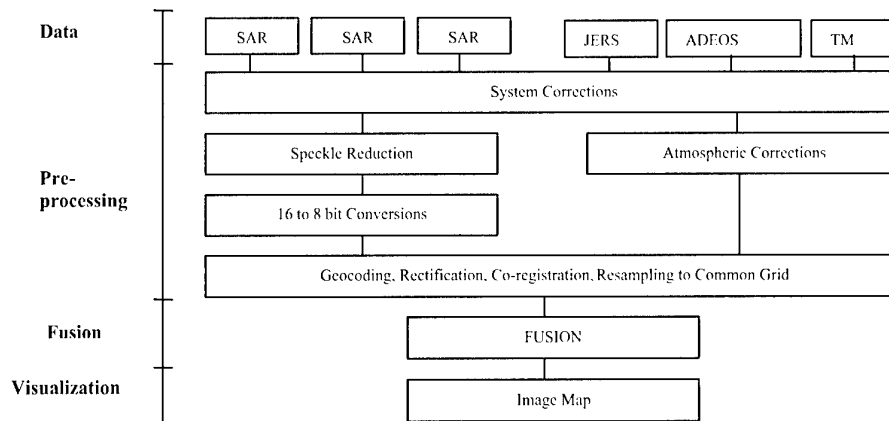 Data
SAR
SAR
SAR
JERS
ADEOS
TM
System Corrections
Speckle Reduction
Atmospheric Corrections
Pre-
processing
16 to 8 bit Conversions
Geocoding, Rectification, Co-registration, Resampling to Common Grid
Fusion
FUSION
Visualization
Image Map